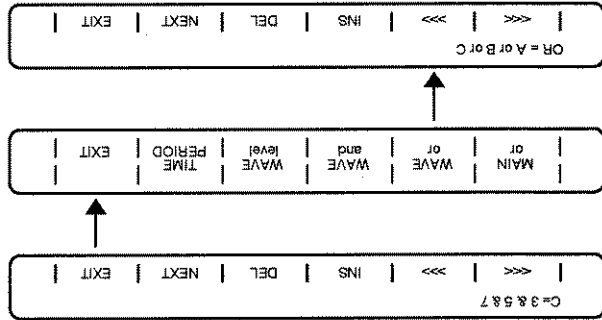 C= 3 & 5 & 7
| <<< | >>> | INS | DEL | NEXT | EXIT |
| MAIN | WAVE | WAVE | WAVE | TIME | |
| or | or | and | level | PERIOD | EXIT |
OR = A or B or C
| <<< | >>> | INS | DEL | NEXT | EXIT |